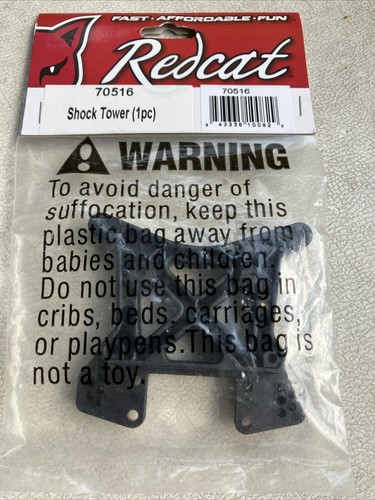 FAST • AFFORDABLE • FUN
Redcat
70516
Shock Tower (1pc)
70516
WARNING
To avoid danger of
suffocation, keep this
plastic bag away from
babies and children.
Do not use this bag in
cribs, beds, carriages,
or playpens. This bag is
not a toy.